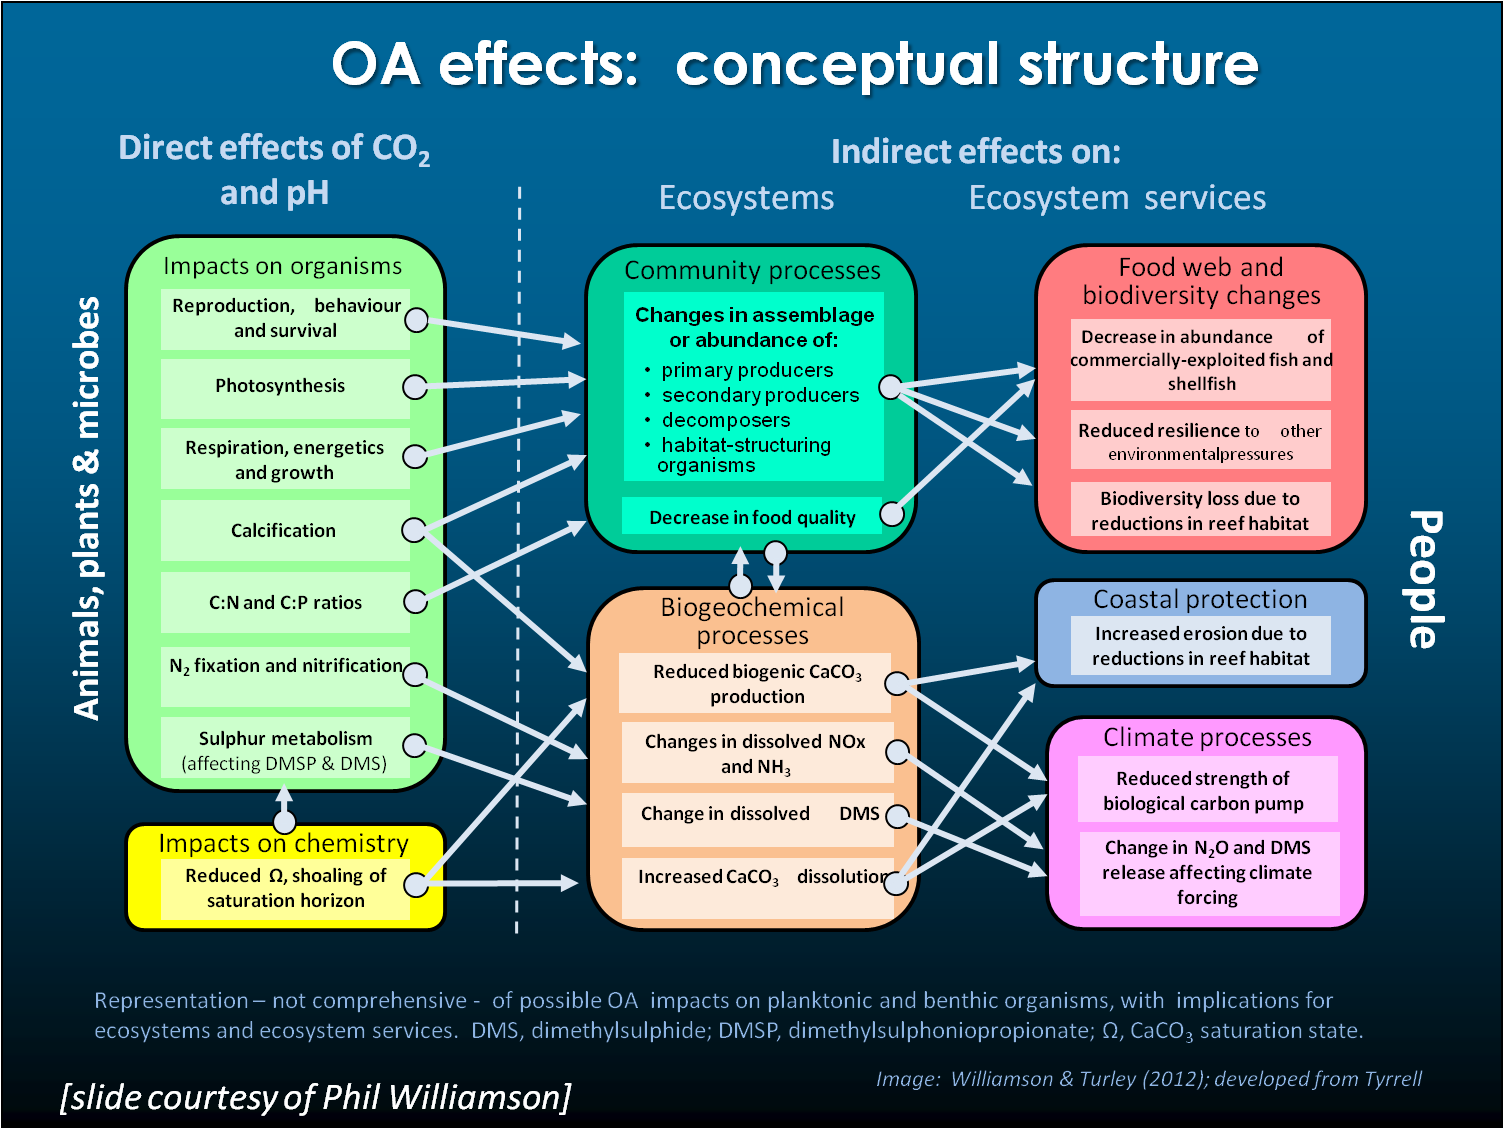 OA effects: conceptual structure
Direct effects of CO₂
and pH
Indirect effects on:
Ecosystems
Ecosystem services
Animals, plants & microbes
Impacts on organisms
Reproduction, behaviour
and survival
Photosynthesis
Respiration, energetics
and growth
Calcification
C:N and C:P ratios
N₂ fixation and nitrification
Sulphur metabolism
(affecting DMSP & DMS)
Impacts on chemistry
Reduced Ω, shoaling of
saturation horizon
Community processes
Changes in assemblage
or abundance of:
• primary producers
• secondary producers
• decomposers
• habitat-structuring
organisms
Decrease in food quality
Biogeochemical
processes
Reduced biogenic CaCO₃
production
Changes in dissolved NOx
and NH₃
Change in dissolved DMS
Increased CaCO₃ dissolution
Food web and
biodiversity changes
Decrease in abundance of
commercially-exploited fish and
shellfish
Reduced resilience to other
environmentalpressures
Biodiversity loss due to
reductions in reef habitat
Coastal protection
Increased erosion due to
reductions in reef habitat
Climate processes
Reduced strength of
biological carbon pump
Change in N₂O and DMS
release affecting climate
forcing
People
Representation – not comprehensive - of possible OA impacts on planktonic and benthic organisms, with implications for
ecosystems and ecosystem services. DMS, dimethylsulphide; DMSP, dimethylsulphoniopropionate; Ω, CaCO₃ saturation state.
Image: Williamson & Turley (2012); developed from Tyrrell
[slide courtesy of Phil Williamson]